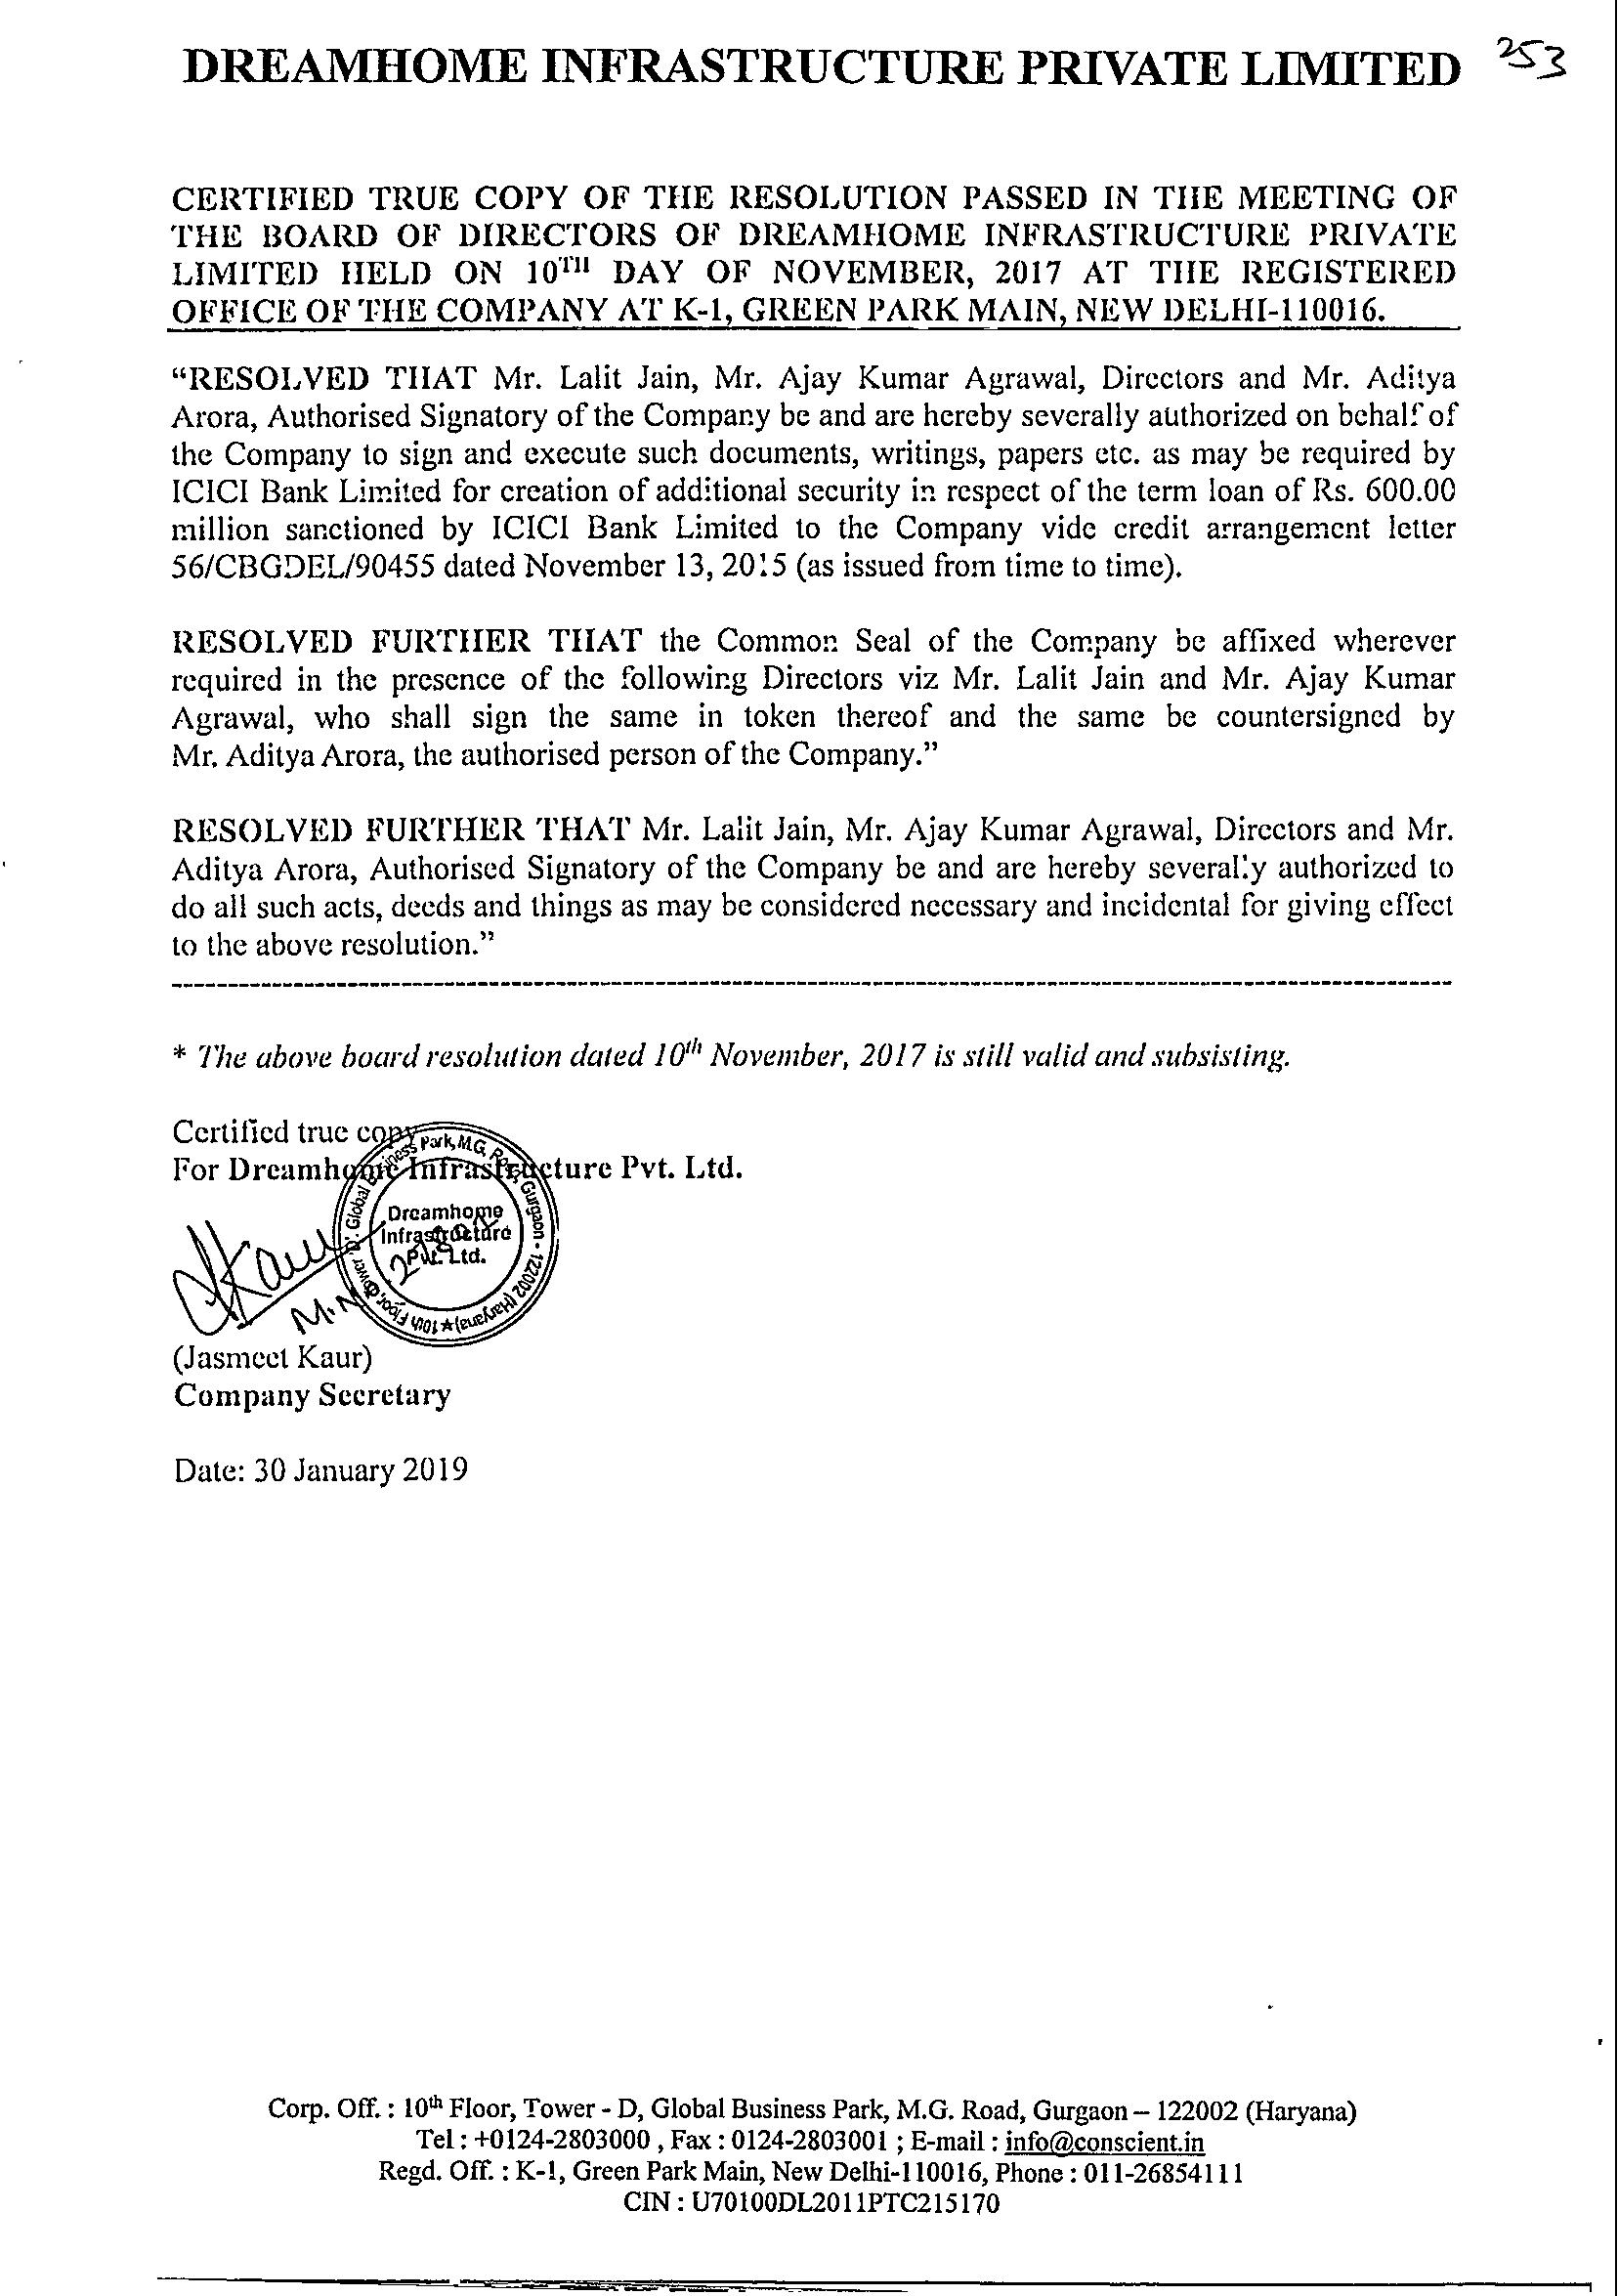 DREAMHOME INFRASTRUCTURE PRIVATE LIMITED
253
CERTIFIED TRUE COPY OF THE RESOLUTION PASSED IN THE MEETING OF
THE BOARD OF DIRECTORS OF DREAMHOME INFRASTRUCTURE PRIVATE
LIMITED HELD ON 10TH DAY OF NOVEMBER, 2017 AT THE REGISTERED
OFFICE OF THE COMPANY AT K-1, GREEN PARK MAIN, NEW DELHI-110016.
“RESOLVED THAT Mr. Lalit Jain, Mr. Ajay Kumar Agrawal, Directors and Mr. Aditya
Arora, Authorised Signatory of the Company be and are hereby severally authorized on behalf of
the Company to sign and execute such documents, writings, papers etc. as may be required by
ICICI Bank Limited for creation of additional security in respect of the term loan of Rs. 600.00
million sanctioned by ICICI Bank Limited to the Company vide credit arrangement letter
56/CBGDEL/90455 dated November 13, 2015 (as issued from time to time).
RESOLVED FURTHER THAT the Common Seal of the Company be affixed wherever
required in the presence of the following Directors viz Mr. Lalit Jain and Mr. Ajay Kumar
Agrawal, who shall sign the same in token thereof and the same be countersigned by
Mr. Aditya Arora, the authorised person of the Company.”
RESOLVED FURTHER THAT Mr. Lalit Jain, Mr. Ajay Kumar Agrawal, Directors and Mr.
Aditya Arora, Authorised Signatory of the Company be and are hereby severally authorized to
do all such acts, deeds and things as may be considered necessary and incidental for giving effect
to the above resolution.”
* The above board resolution dated 10th November, 2017 is still valid and subsisting.
Certified true copy
For Dreamhome Infrastructure Pvt. Ltd.
10th Floor, Tower 'D', Global Business Park, M.G. Road, Gurgaon - 122002 (Haryana)
Dreamhome
Infrastructure
Pvt. Ltd.
(Jasmeet Kaur)
Company Secretary
Date: 30 January 2019
Corp. Off. : 10th Floor, Tower - D, Global Business Park, M.G. Road, Gurgaon – 122002 (Haryana)
Tel : +0124-2803000 , Fax : 0124-2803001 ; E-mail : info@conscient.in
Regd. Off. : K-1, Green Park Main, New Delhi-110016, Phone : 011-26854111
CIN : U70100DL2011PTC215170